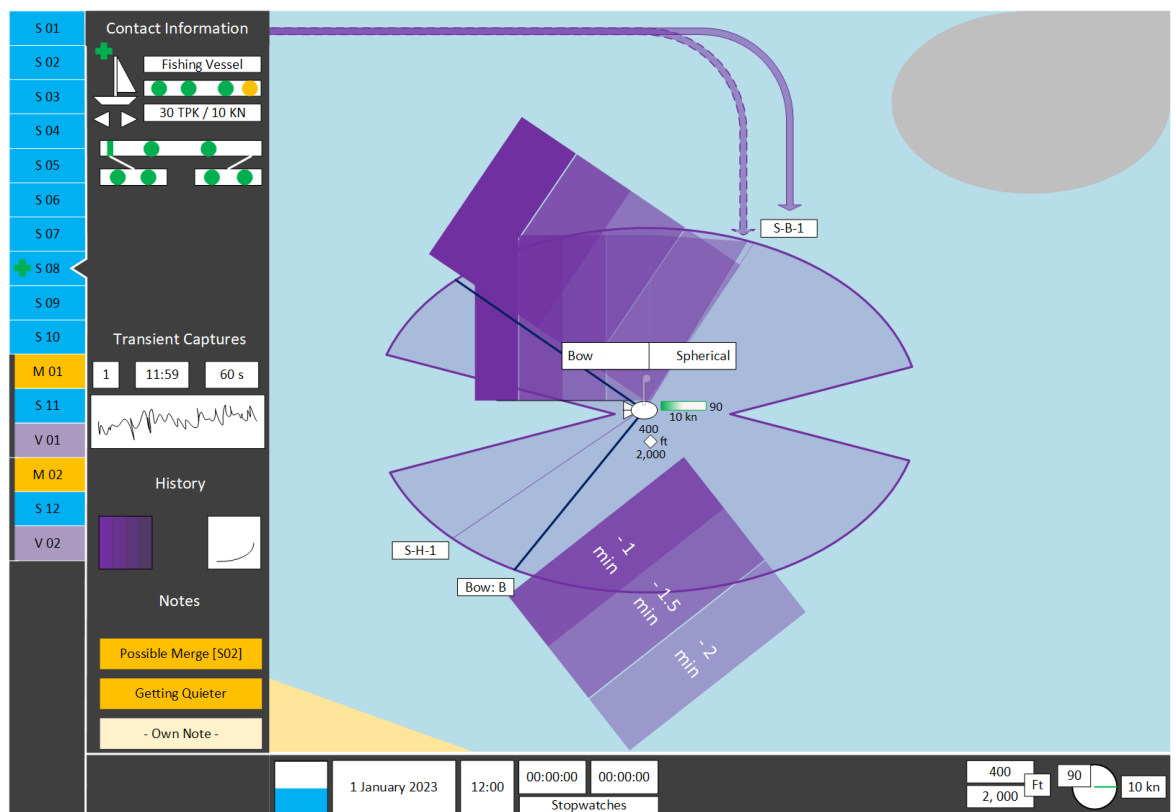 S 01
S 02
S 03
S 04
S 05
S 06
S 07
S 08
S 09
S 10
M 01
S 11
V 01
M 02
S 12
V 02
Contact Information
Fishing Vessel
30 TPK / 10 KN
Transient Captures
1
11:59
60 s
History
Notes
Possible Merge [S02]
Getting Quieter
- Own Note -
S-B-1
Bow
Spherical
90
10 kn
400
ft
2,000
S-H-1
Bow: B
- 1
min
- 1.5
min
- 2
min
1 January 2023
12:00
00:00:00
00:00:00
Stopwatches
400
2, 000
Ft
90
10 kn